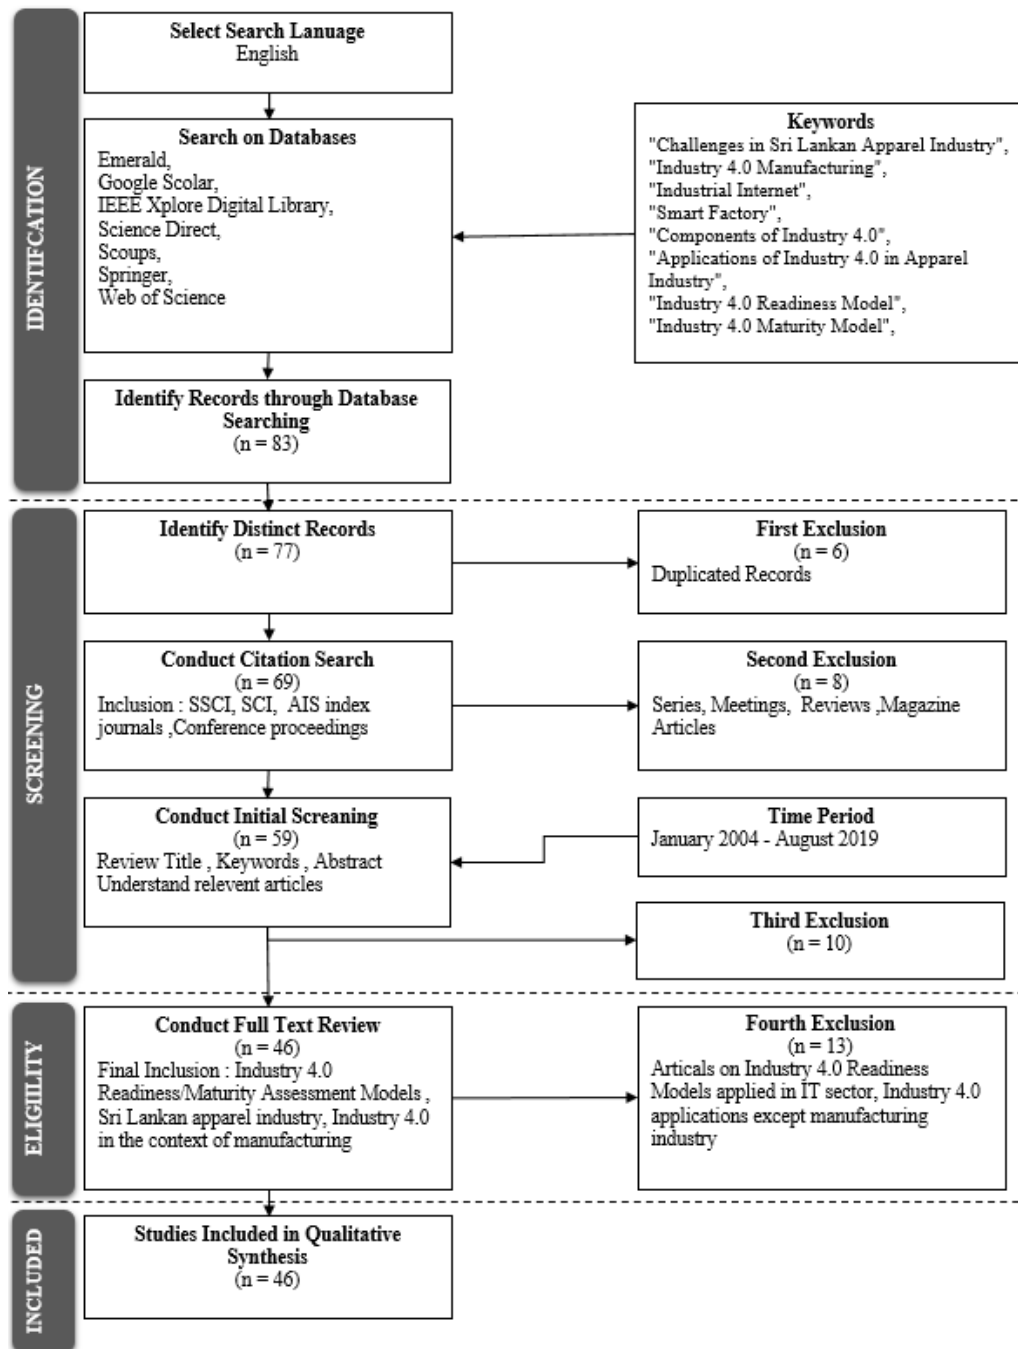 IDENTIFCATION
Select Search Lanuage
English
Search on Databases
Emerald,
Google Scolar,
IEEE Xplore Digital Library,
Science Direct,
Scoups,
Springer,
Web of Science
Keywords
"Challenges in Sri Lankan Apparel Industry",
"Industry 4.0 Manufacturing",
"Industrial Internet",
"Smart Factory",
"Components of Industry 4.0",
"Applications of Industry 4.0 in Apparel
Industry",
"Industry 4.0 Readiness Model",
"Industry 4.0 Maturity Model",
Identify Records through Database
Searching
(n = 83)
SCREENING
Identify Distinct Records
(n = 77)
First Exclusion
(n = 6)
Duplicated Records
Conduct Citation Search
(n = 69)
Inclusion : SSCI, SCI, AIS index
journals ,Conference proceedings
Second Exclusion
(n = 8)
Series, Meetings, Reviews ,Magazine
Articles
Conduct Initial Screaning
(n = 59)
Review Title , Keywords , Abstract
Understand relevent articles
Time Period
January 2004 - August 2019
Third Exclusion
(n = 10)
ELIGIILITY
Conduct Full Text Review
(n = 46)
Final Inclusion : Industry 4.0
Readiness/Maturity Assessment Models ,
Sri Lankan apparel industry, Industry 4.0
in the context of manufacturing
Fourth Exclusion
(n = 13)
Articals on Industry 4.0 Readiness
Models applied in IT sector, Industry 4.0
applications except manufacturing
industry
INCLUDED
Studies Included in Qualitative
Synthesis
(n = 46)